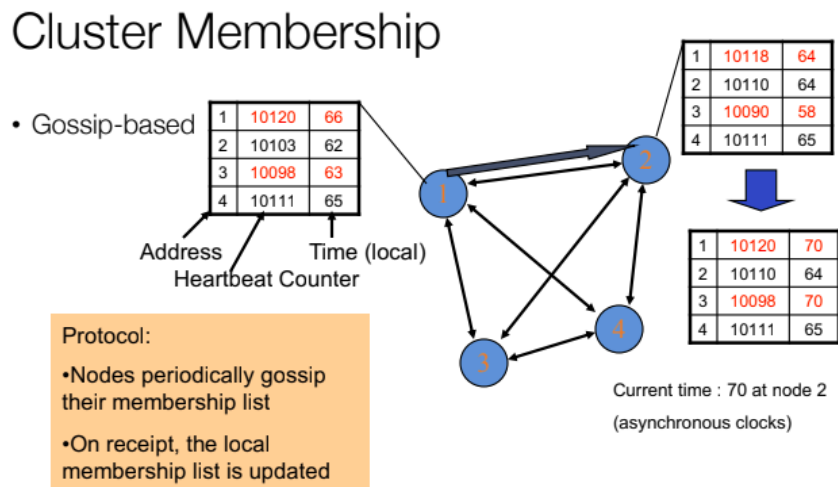 Cluster Membership
• Gossip-based
1 10120 66
2 10103 62
3 10098 63
4 10111 65
Address
Heartbeat Counter
Time (local)
1
2
3
4
1 10118 64
2 10110 64
3 10090 58
4 10111 65
1 10120 70
2 10110 64
3 10098 70
4 10111 65
Current time : 70 at node 2
(asynchronous clocks)
Protocol:
•Nodes periodically gossip
their membership list
•On receipt, the local
membership list is updated